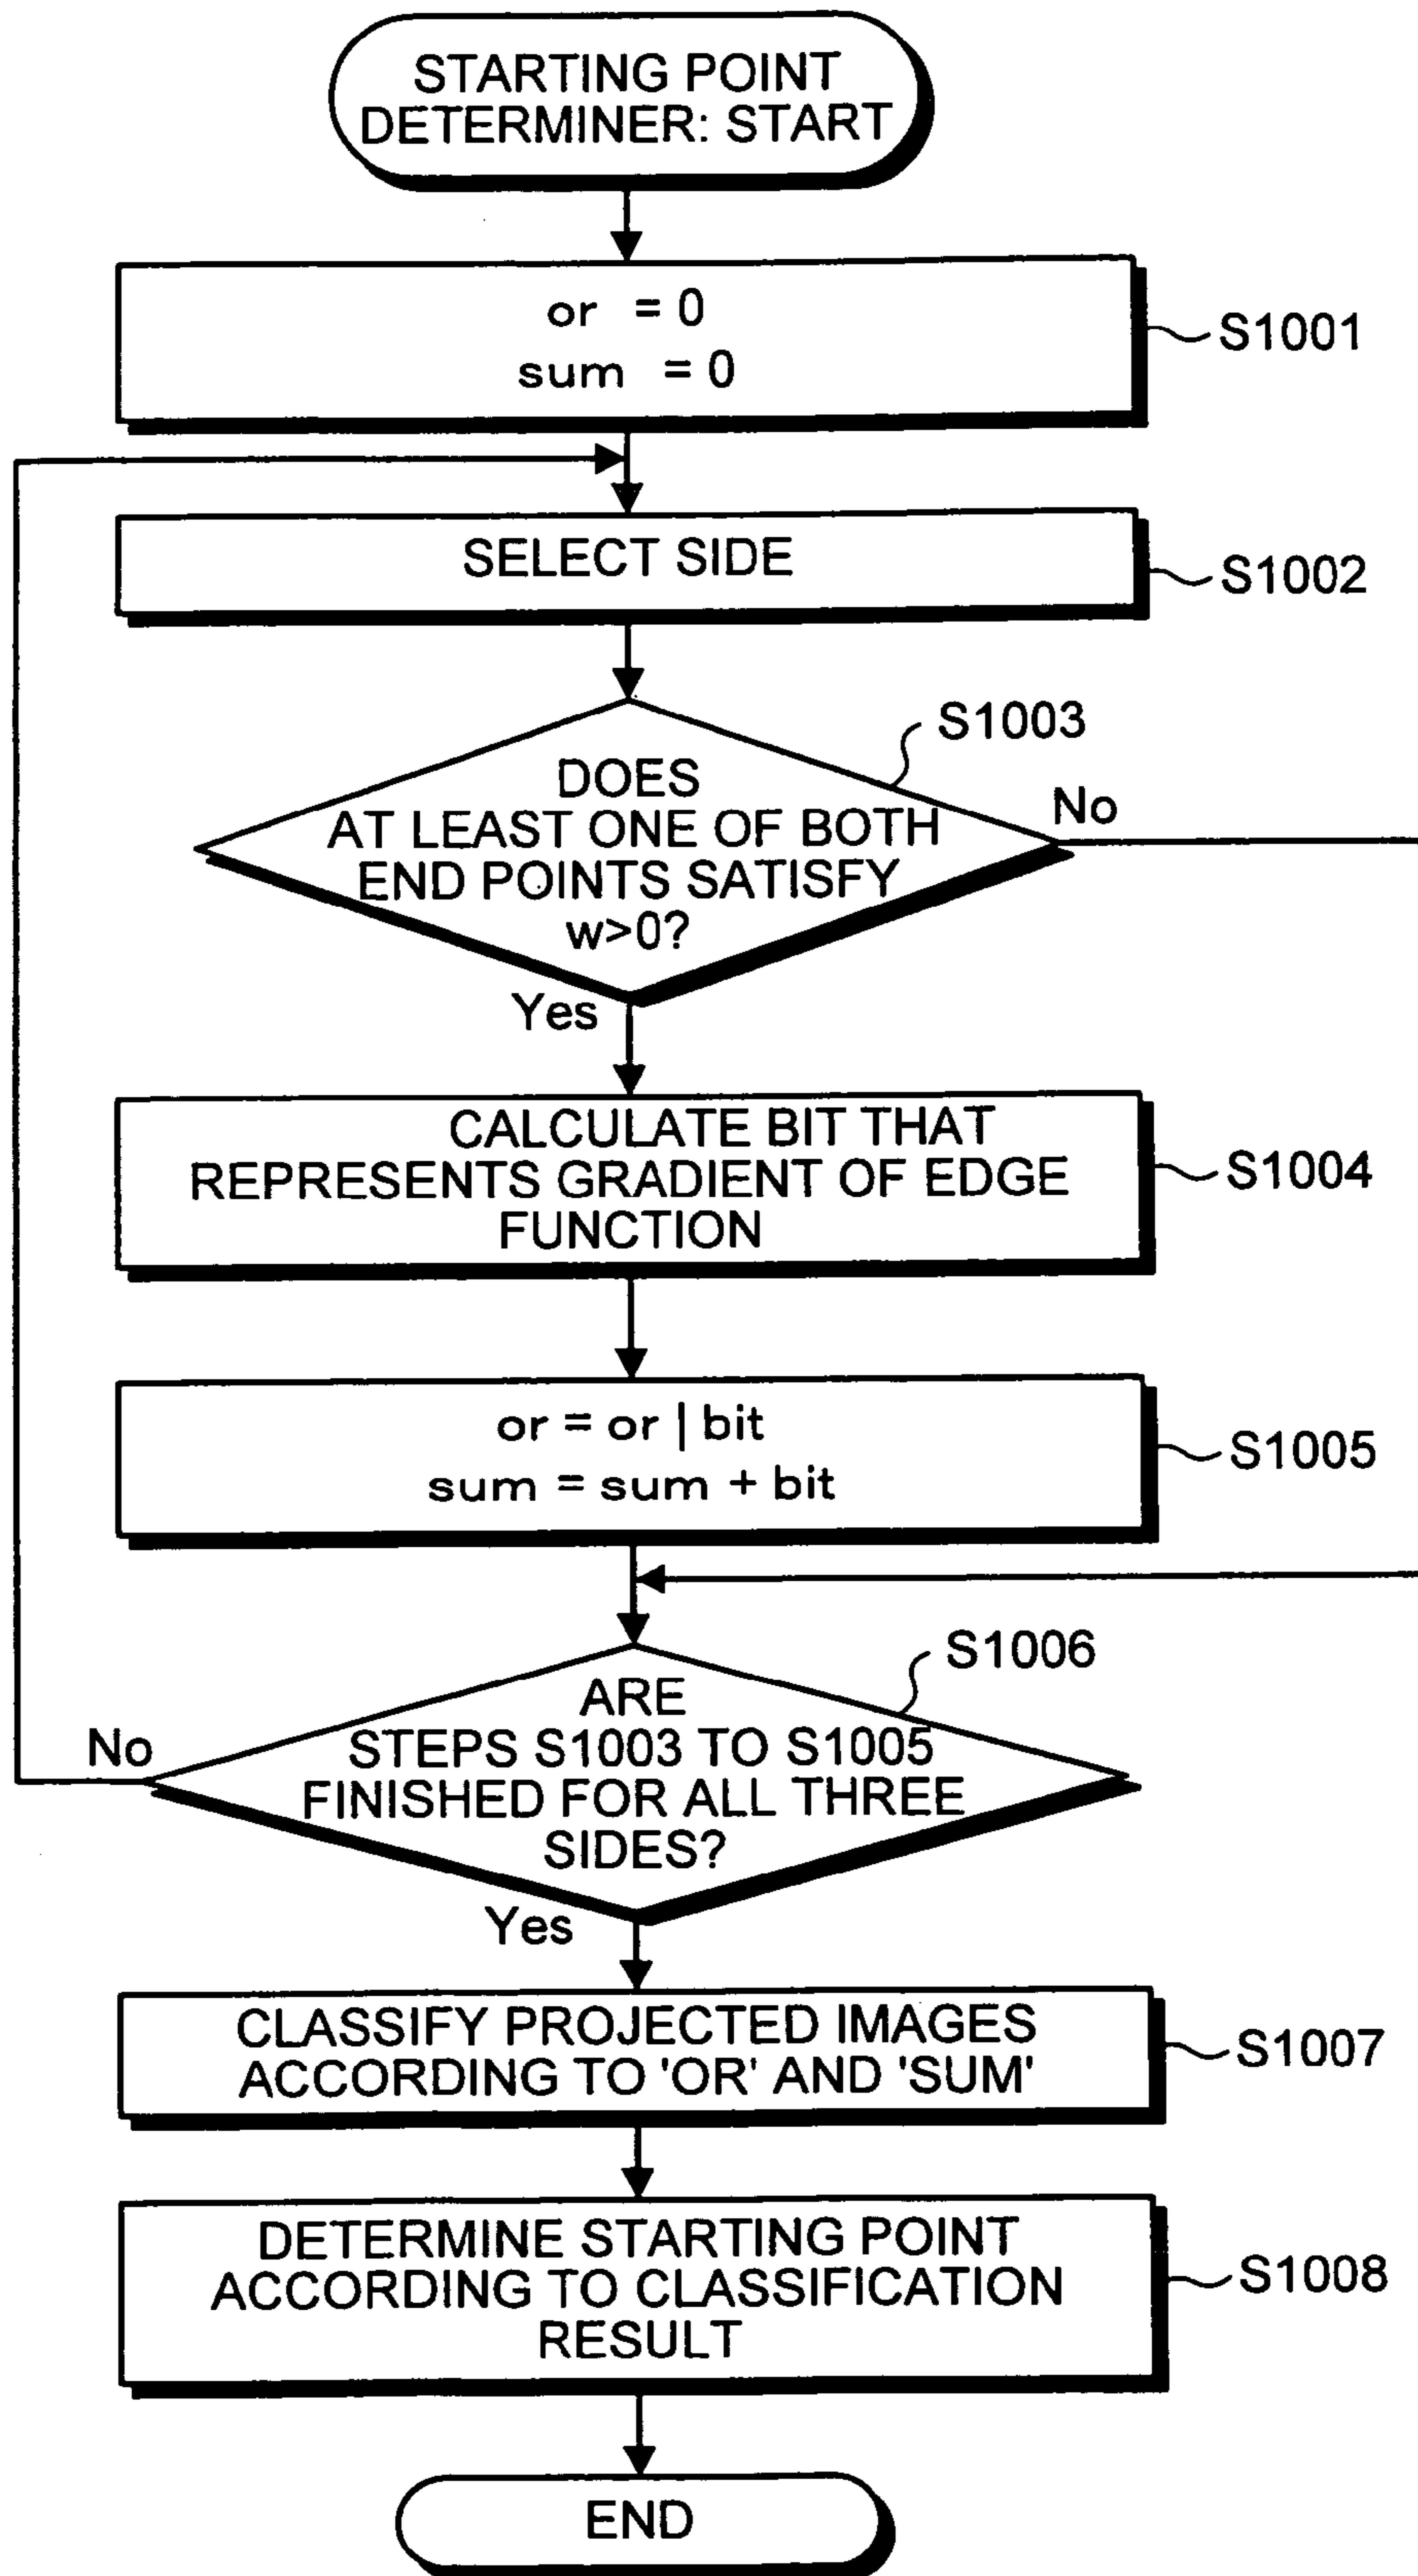 STARTING POINT
DETERMINER: START
or = 0
sum = 0
S1001
SELECT SIDE
S1002
S1003
DOES
AT LEAST ONE OF BOTH
END POINTS SATISFY
w>0?
No
Yes
CALCULATE BIT THAT
REPRESENTS GRADIENT OF EDGE
FUNCTION
S1004
or = or | bit
sum = sum + bit
S1005
S1006
ARE
STEPS S1003 TO S1005
FINISHED FOR ALL THREE
SIDES?
No
Yes
CLASSIFY PROJECTED IMAGES
ACCORDING TO 'OR' AND 'SUM'
S1007
DETERMINE STARTING POINT
ACCORDING TO CLASSIFICATION
RESULT
S1008
END